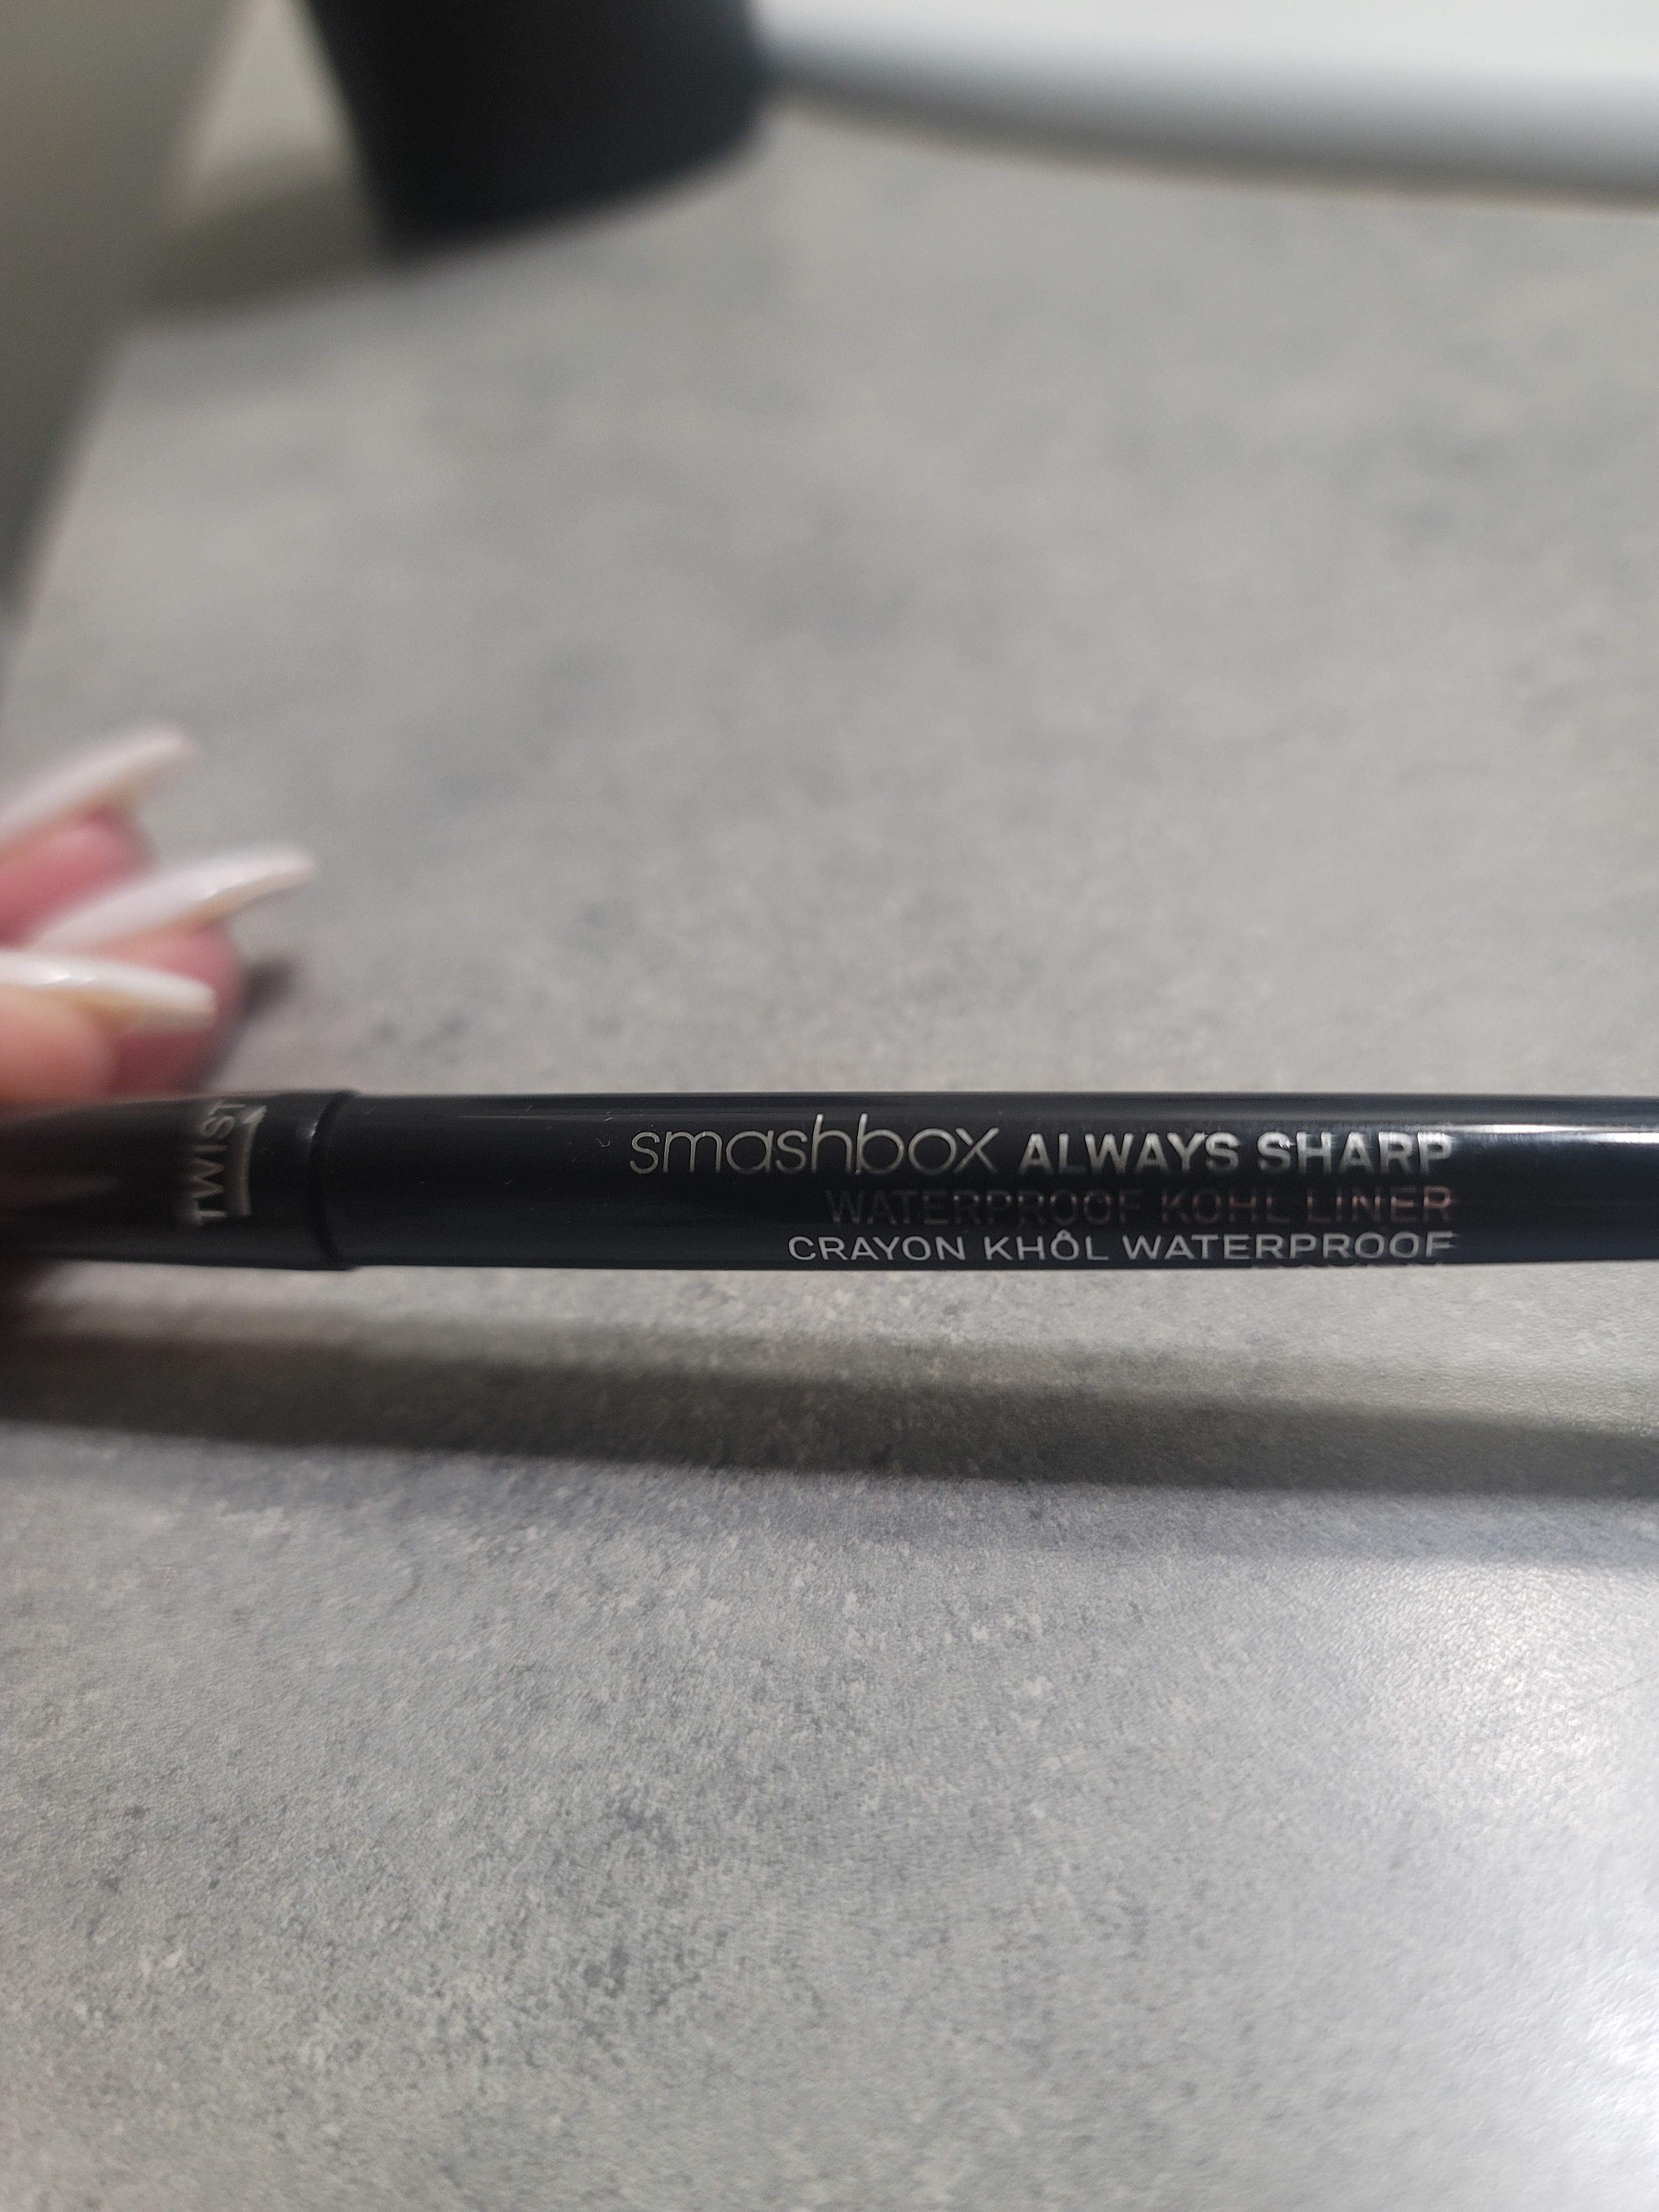 TWIST
smashbox ALWAYS SHARP
WATERPROOF KOHL LINER
CRAYON KHÔL WATERPROOF